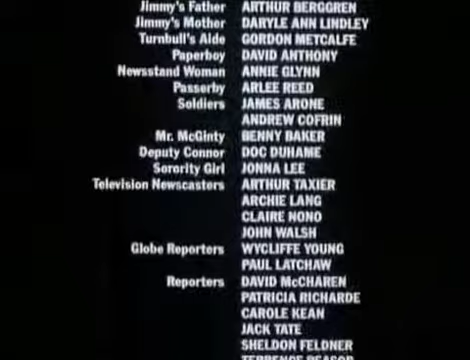 Jimmy's Father ARTHUR BERGGREN
Jimmy's Mother DARYLE ANN LINDLEY
Turnbull's Aide GORDON METCALFE
Paperboy DAVID ANTHONY
Newsstand Woman ANNIE GLYNN
Passerby ARLEE REED
Soldiers JAMES ARONE
ANDREW COFRIN
Mr. McGinty BENNY BAKER
Deputy Connor DOC DUHAME
Sorority Girl JONNA LEE
Television Newscasters ARTHUR TAXIER
ARCHIE LANG
CLAIRE NONO
JOHN WALSH
Globe Reporters WYCLIFFE YOUNG
PAUL LATCHAW
Reporters DAVID McCHAREN
PATRICIA RICHARDE
CAROLE KEAN
JACK TATE
SHELDON FELDNER